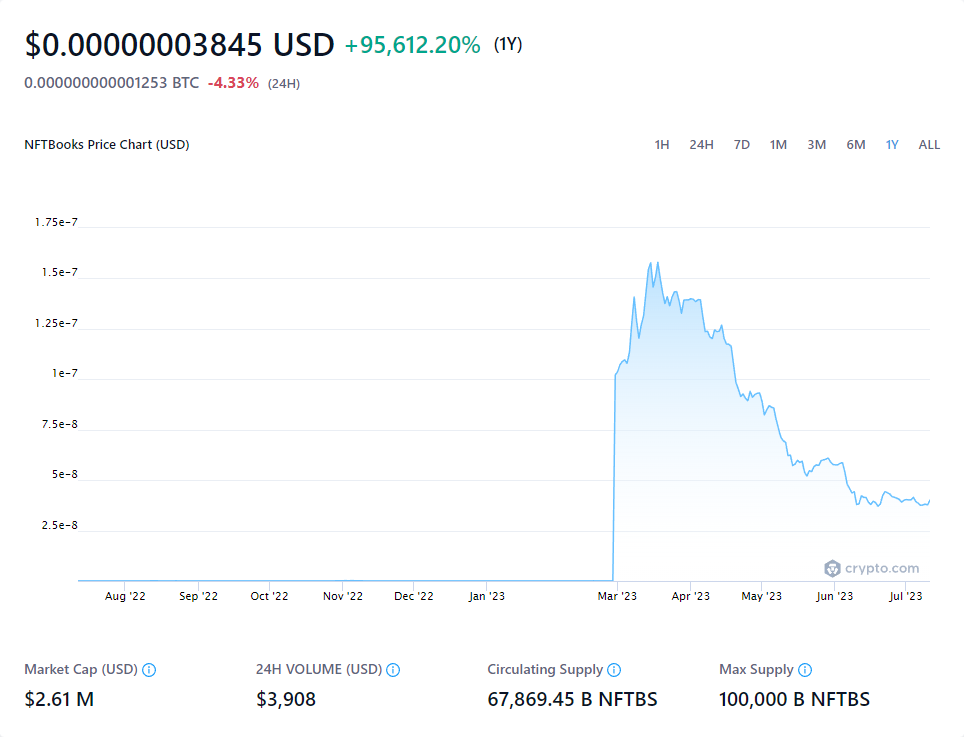 $0.00000003845 USD +95,612.20% (1Y)
0.000000000001253 BTC -4.33% (24H)
NFTBooks Price Chart (USD) 1H 24H 7D 1M 3M 6M 1Y ALL
1.75e-7
1.5e-7
1.25e-7
1e-7
7.5e-8
5e-8
2.5e-8
crypto.com
Aug '22 Sep '22 Oct '22 Nov '22 Dec '22 Jan '23 Mar '23 Apr '23 May '23 Jun '23 Jul '23
Market Cap (USD) 24H VOLUME (USD) Circulating Supply Max Supply
$2.61 M $3,908 67,869.45 B NFTBS 100,000 B NFTBS